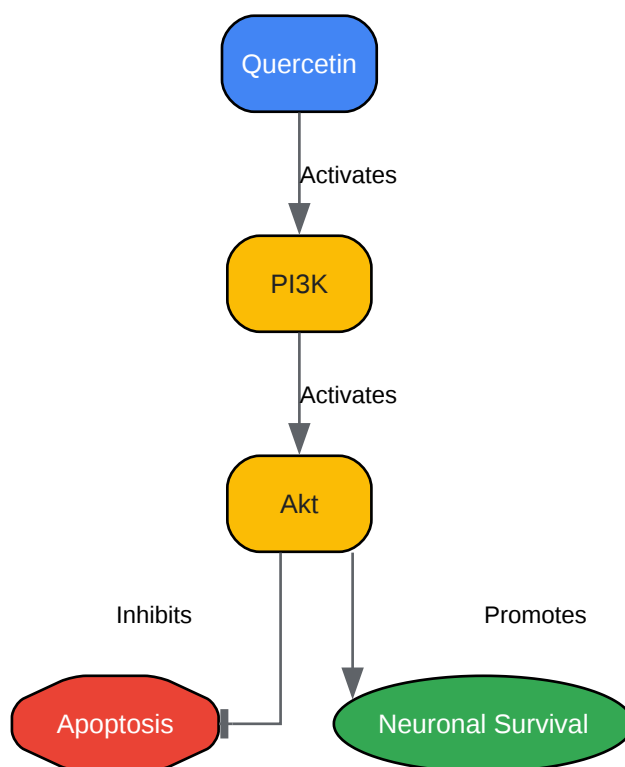 Quercetin
Activates
PI3K
Activates
Akt
Inhibits
Promotes
Apoptosis
Neuronal Survival